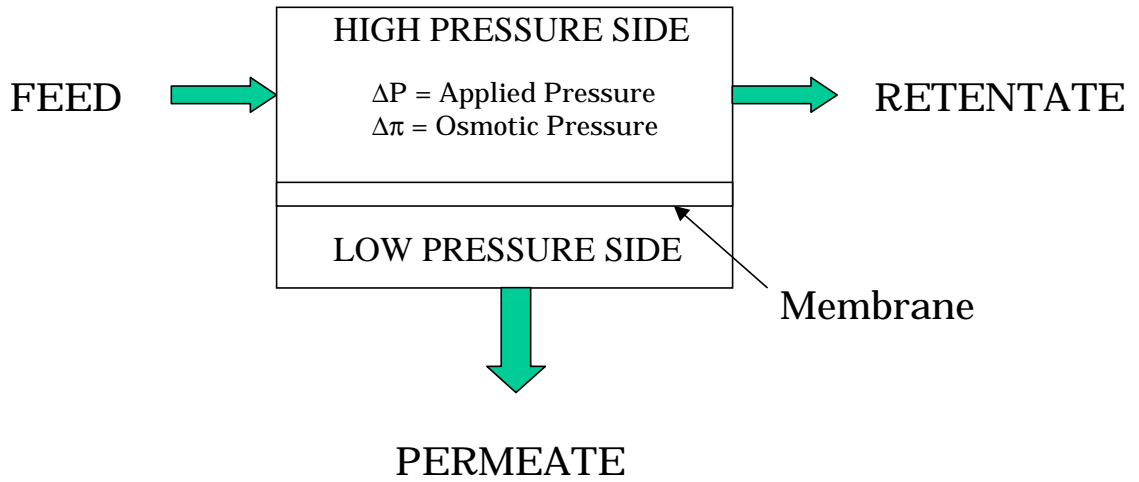 HIGH PRESSURE SIDE
FEED
ΔP = Applied Pressure
Δπ = Osmotic Pressure
RETENTATE
LOW PRESSURE SIDE
Membrane
PERMEATE